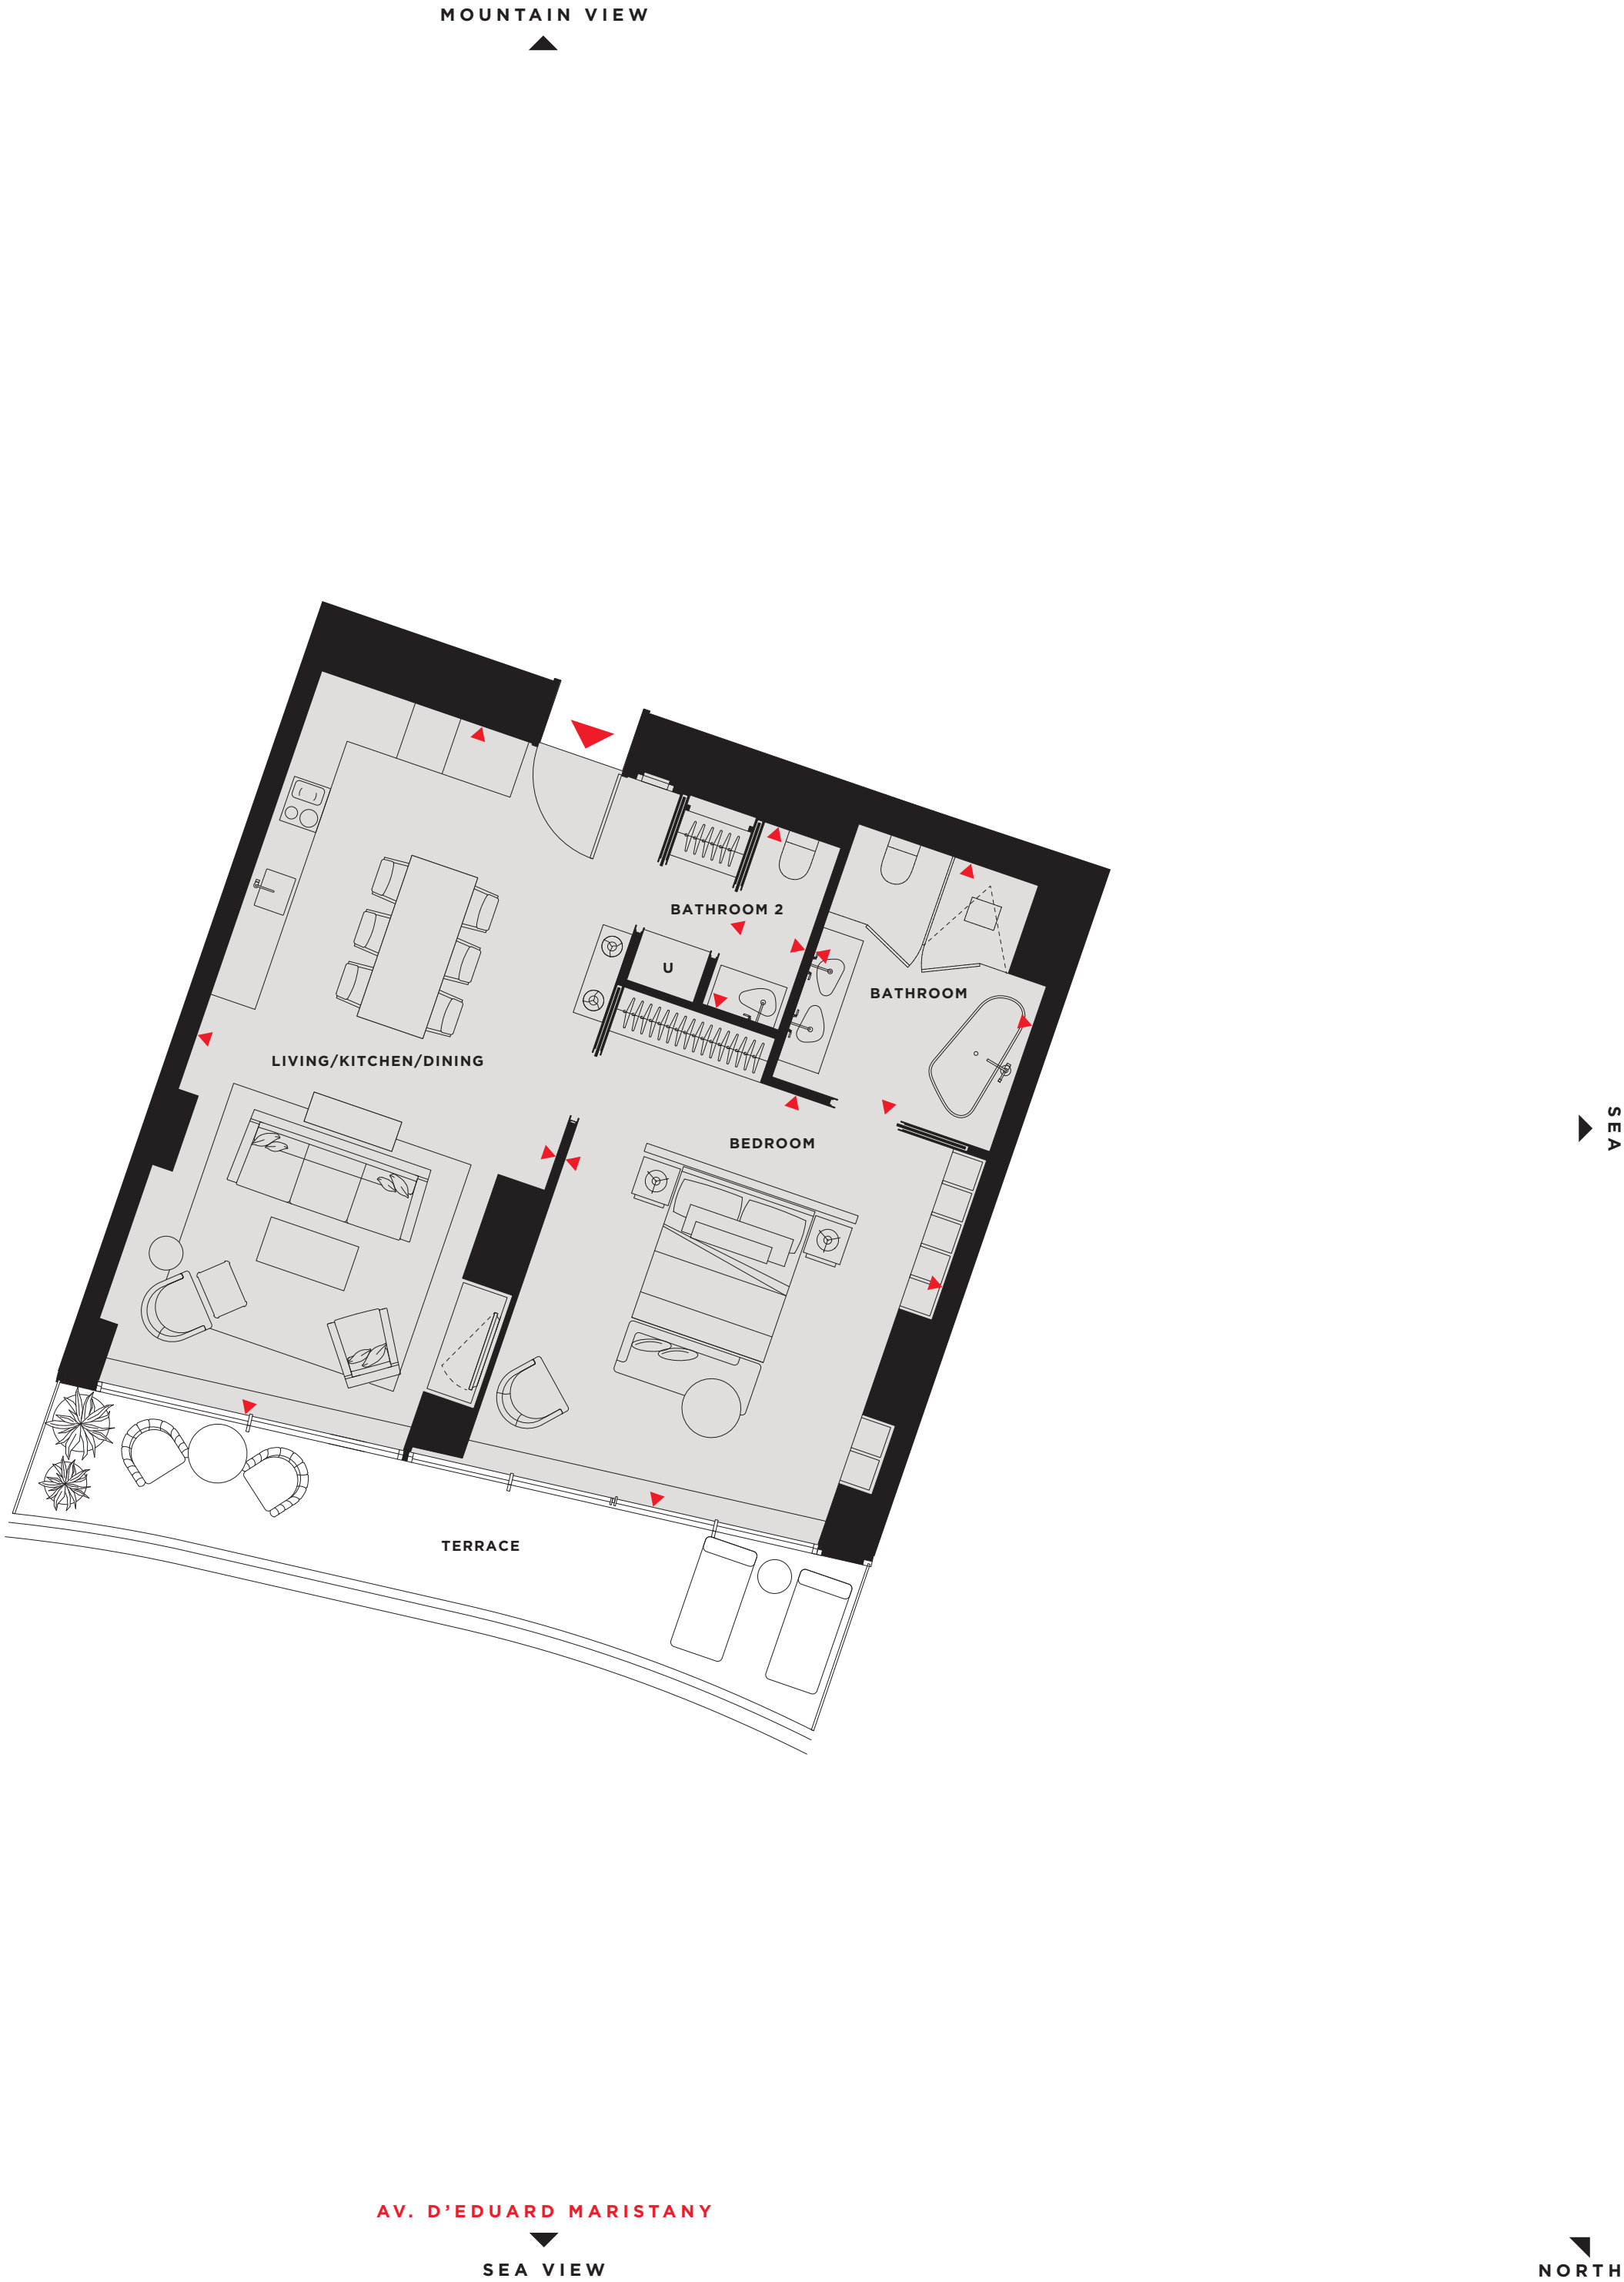 MOUNTAIN VIEW
BATHROOM 2
U
BATHROOM
LIVING/KITCHEN/DINING
BEDROOM
SEA
TERRACE
AV. D’EDUARD MARISTANY
SEA VIEW
NORTH